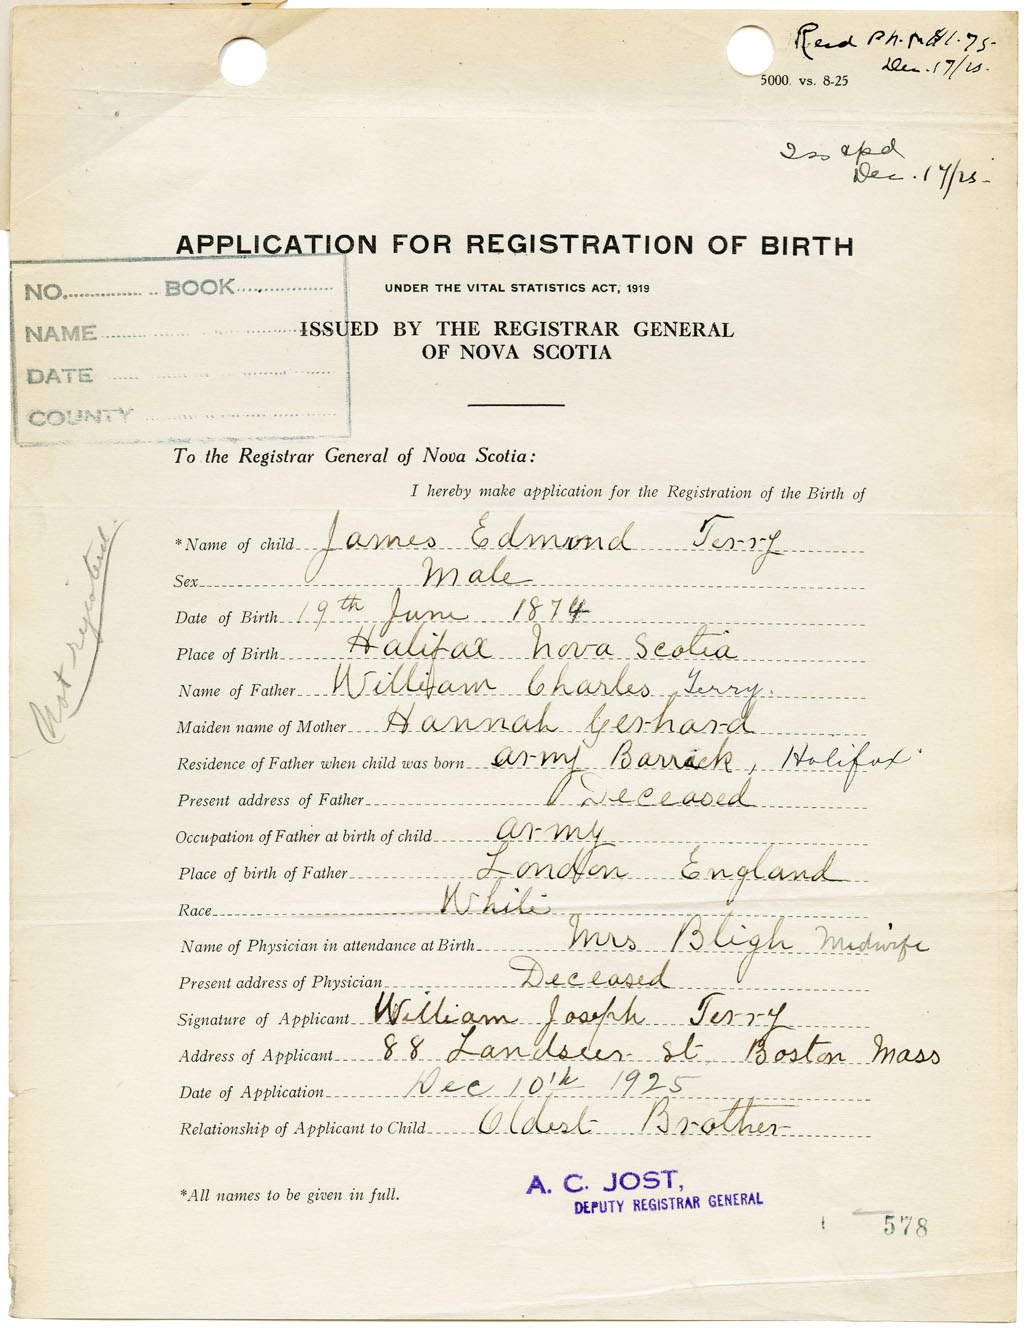 Recd Ph. M $1.75-
Dec. 17/25.
5000. vs. 8-25
Dec. 17/25-
APPLICATION FOR REGISTRATION OF BIRTH
UNDER THE VITAL STATISTICS ACT, 1919
ISSUED BY THE REGISTRAR GENERAL
OF NOVA SCOTIA
NO. BOOK
NAME
DATE
COUNTY
To the Registrar General of Nova Scotia:
I hereby make application for the Registration of the Birth of
Not registered.
*Name of child James Edmond Terry
Sex Male
Date of Birth 19th June 1874
Place of Birth Halifax Nova Scotia
Name of Father William Charles Terry.
Maiden name of Mother Hannah Gerhard
Residence of Father when child was born army Barrack, Halifax
Present address of Father Deceased
Occupation of Father at birth of child army
Place of birth of Father London England
Race White
Name of Physician in attendance at Birth Mrs Bligh Midwife
Present address of Physician Deceased
Signature of Applicant William Joseph Terry
Address of Applicant 88 Landseer St Boston Mass
Date of Application Dec 10th 1925
Relationship of Applicant to Child Oldest Brother
*All names to be given in full.
A. C. JOST,
DEPUTY REGISTRAR GENERAL
578